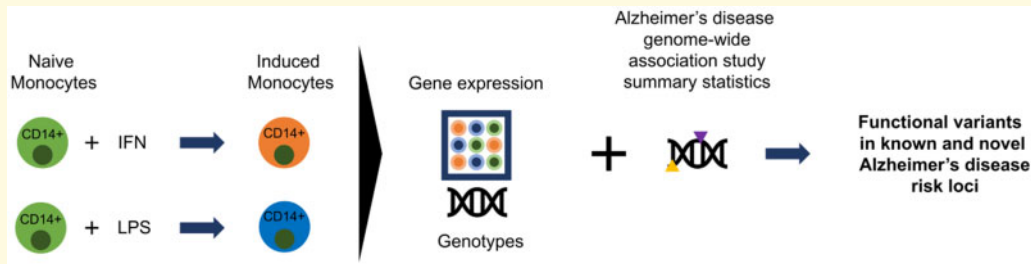 Naive
Monocytes
CD14+
+
IFN
CD14+
+
LPS
Induced
Monocytes
CD14+
CD14+
Gene expression
Genotypes
+
Alzheimer’s disease
genome-wide
association study
summary statistics
Functional variants
in known and novel
Alzheimer’s disease
risk loci